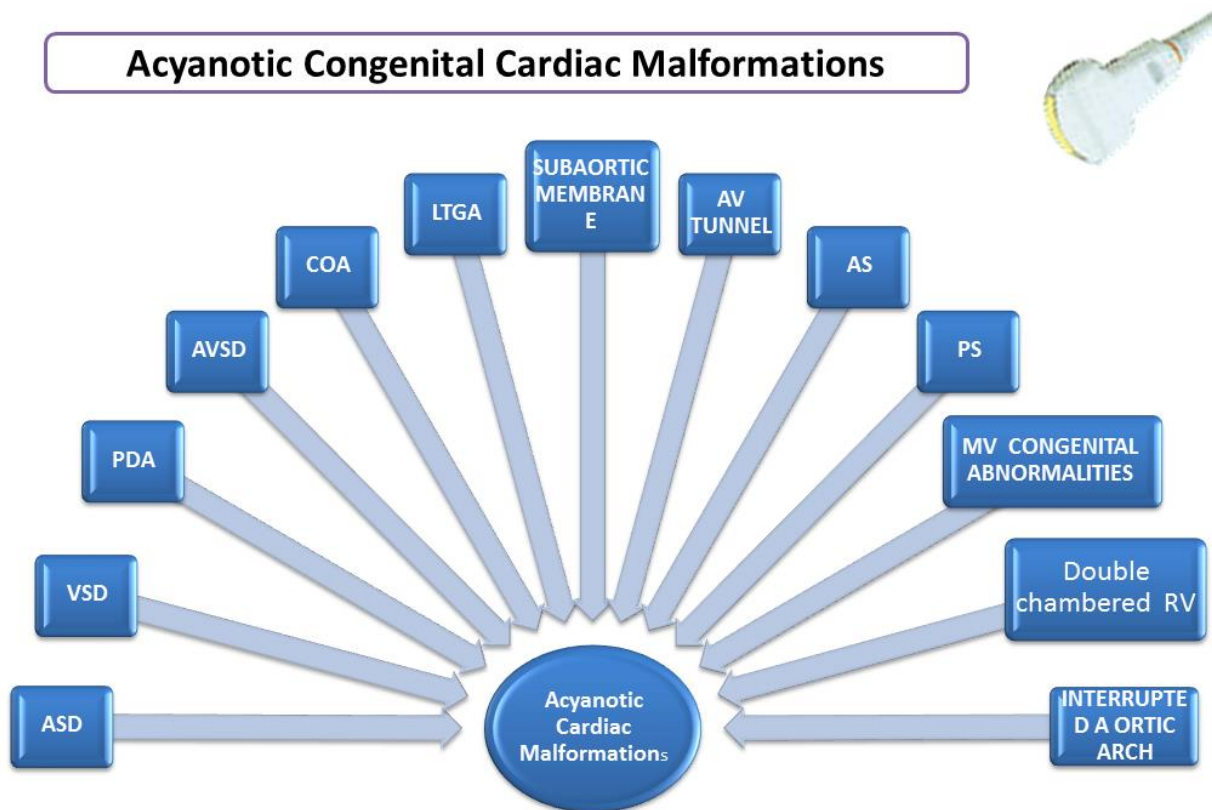 Acyanotic Congenital Cardiac Malformations
SUBAORTIC
MEMBRAN
E
AV
TUNNEL
LTGA
AS
COA
PS
AVSD
MV CONGENITAL
ABNORMALITIES
PDA
Double
chambered RV
VSD
INTERRUPTE
D A ORTIC
ARCH
ASD
Acyanotic
Cardiac
Malformations